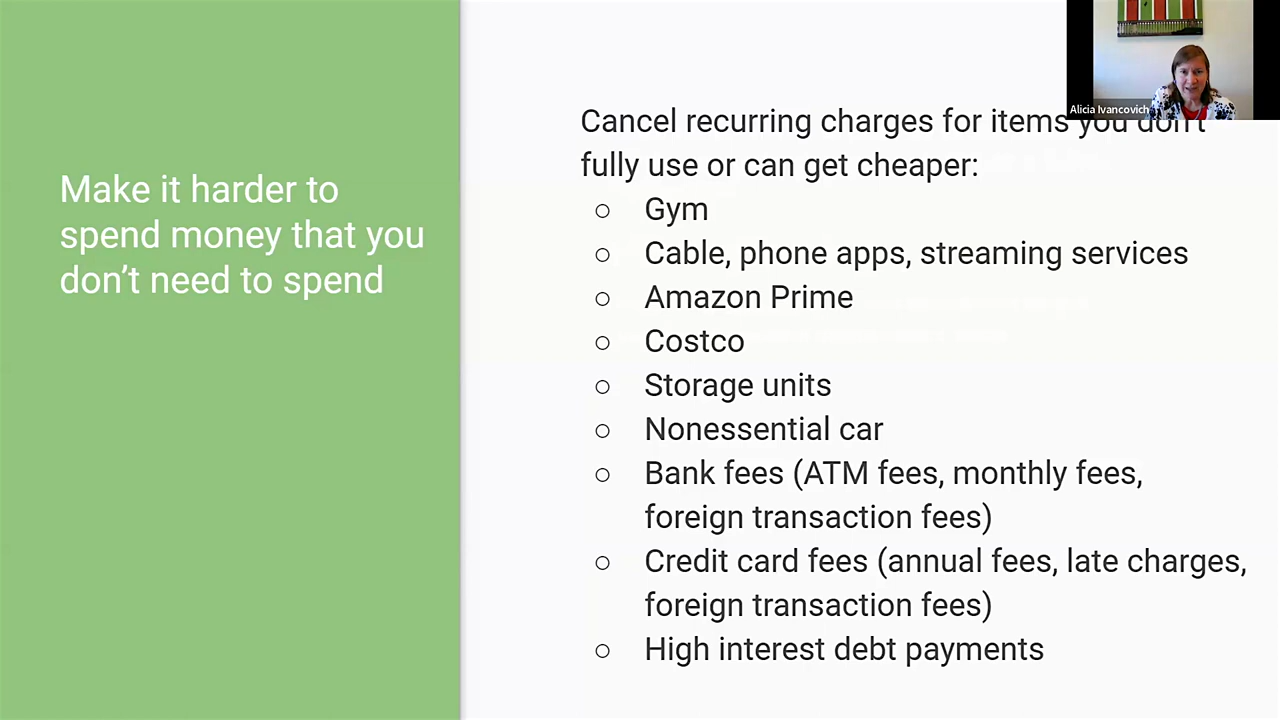 Make it harder to
spend money that you
don't need to spend
Alicia Ivancovich
Cancel recurring charges for items you don't
fully use or can get cheaper:
○ Gym
○ Cable, phone apps, streaming services
○ Amazon Prime
○ Costco
○ Storage units
○ Nonessential car
○ Bank fees (ATM fees, monthly fees,
foreign transaction fees)
○ Credit card fees (annual fees, late charges,
foreign transaction fees)
○ High interest debt payments